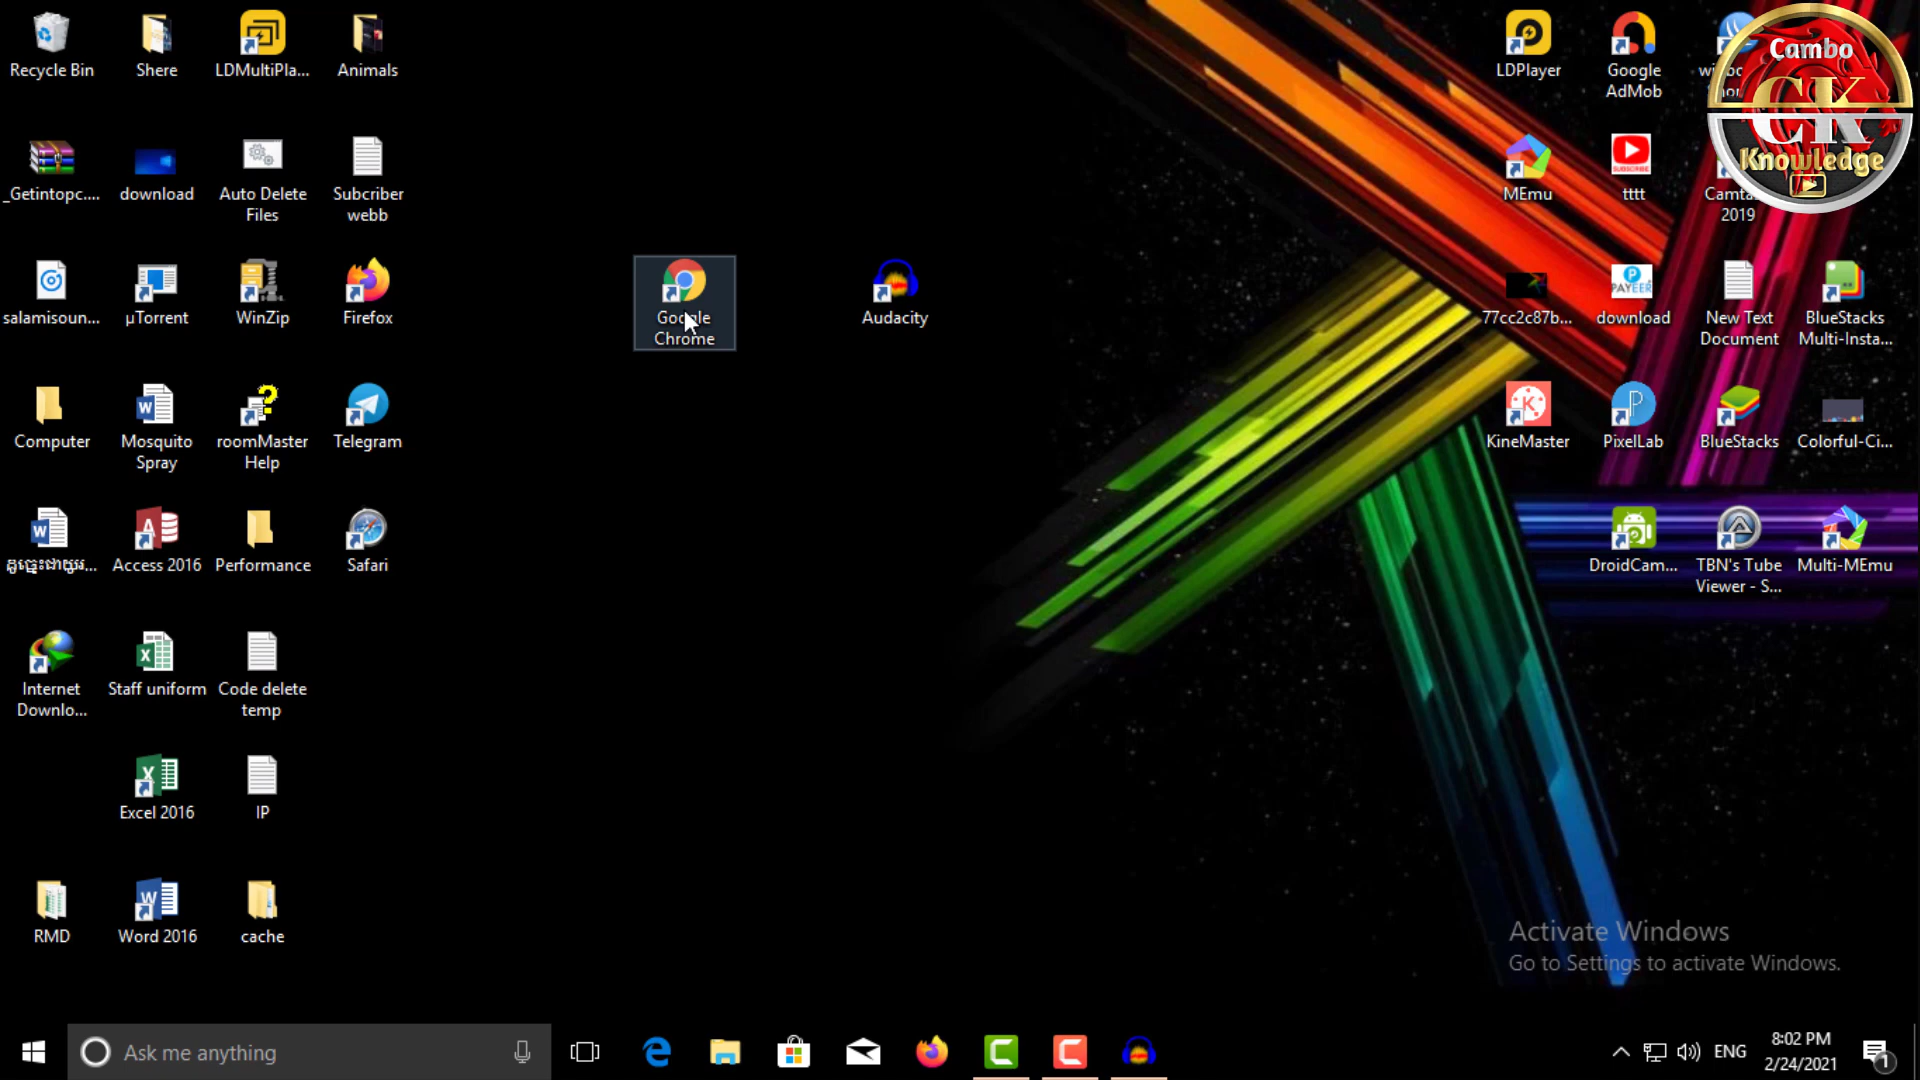 Recycle Bin
Shere
LDMultiPla...
Animals
LDPlayer
Google
AdMob
Cambo
CK
Knowledge
_Getintopc....
download
Auto Delete
Files
Subcriber
webb
MEmu
SUBSCRIBE
tttt
2019
salamisoun...
µTorrent
WinZip
Firefox
Google
Chrome
Audacity
77cc2c87b...
PAYEER
download
New Text
Document
BlueStacks
Multi-Insta...
Computer
Mosquito
Spray
roomMaster
Help
Telegram
KineMaster
PixelLab
BlueStacks
Colorful-Ci...
Access 2016
Performance
Safari
DroidCam...
TBN's Tube
Viewer - S...
Multi-MEmu
Internet
Downlo...
Staff uniform
Code delete
temp
Excel 2016
IP
RMD
Word 2016
cache
Activate Windows
Go to Settings to activate Windows.
Ask me anything
ENG
8:02 PM
2/24/2021
1